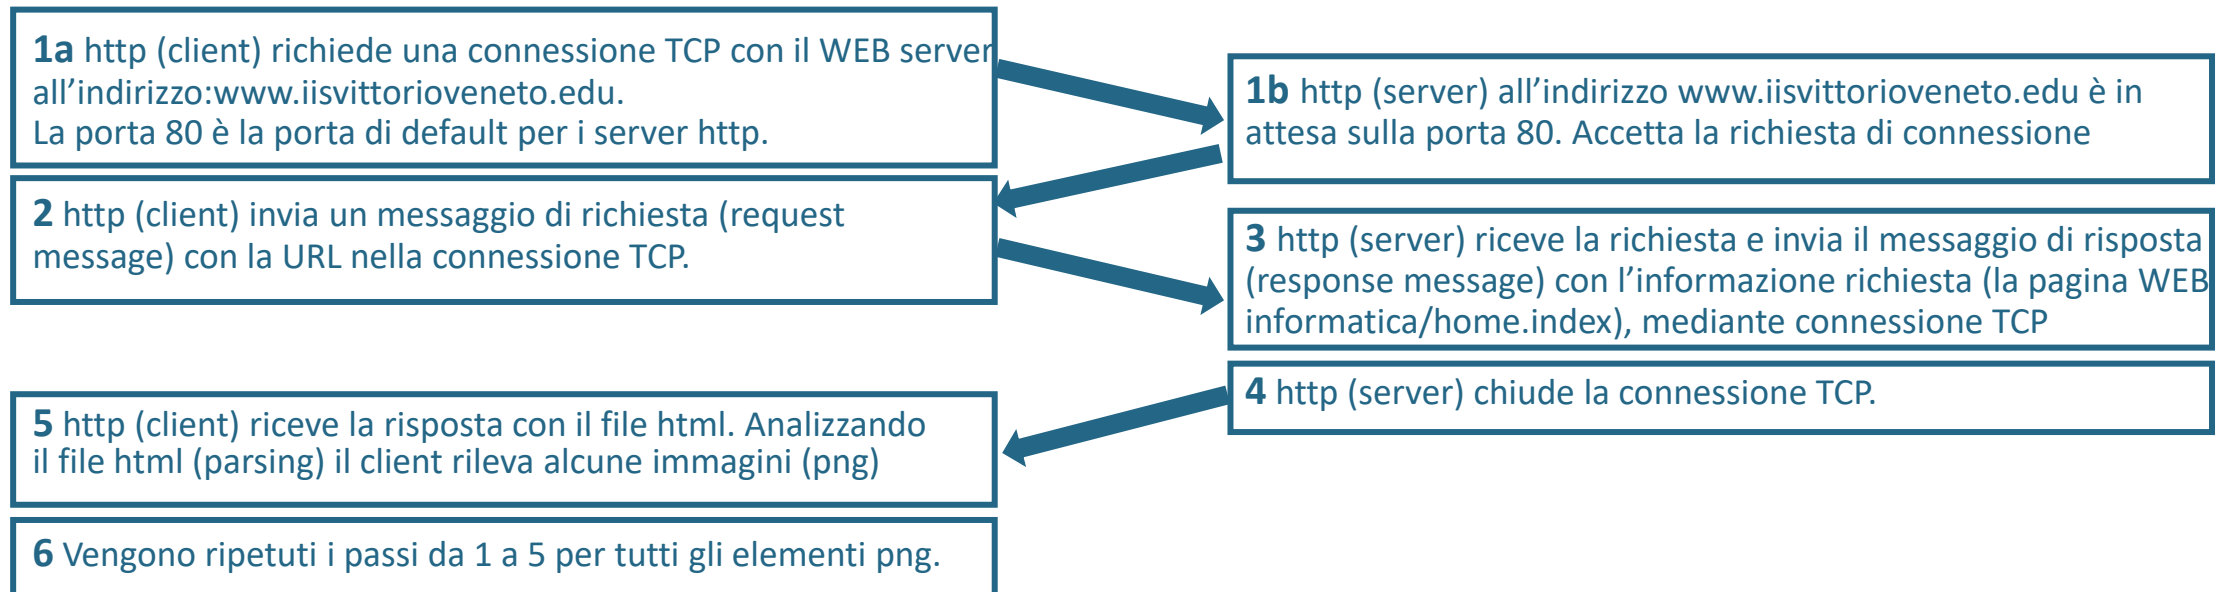 1a http (client) richiede una connessione TCP con il WEB server
all’indirizzo:www.iisvittorioveneto.edu.
La porta 80 è la porta di default per i server http.
1b http (server) all’indirizzo www.iisvittorioveneto.edu è in
attesa sulla porta 80. Accetta la richiesta di connessione
2 http (client) invia un messaggio di richiesta (request
message) con la URL nella connessione TCP.
3 http (server) riceve la richiesta e invia il messaggio di risposta
(response message) con l’informazione richiesta (la pagina WEB
informatica/home.index), mediante connessione TCP
4 http (server) chiude la connessione TCP.
5 http (client) riceve la risposta con il file html. Analizzando
il file html (parsing) il client rileva alcune immagini (png)
6 Vengono ripetuti i passi da 1 a 5 per tutti gli elementi png.